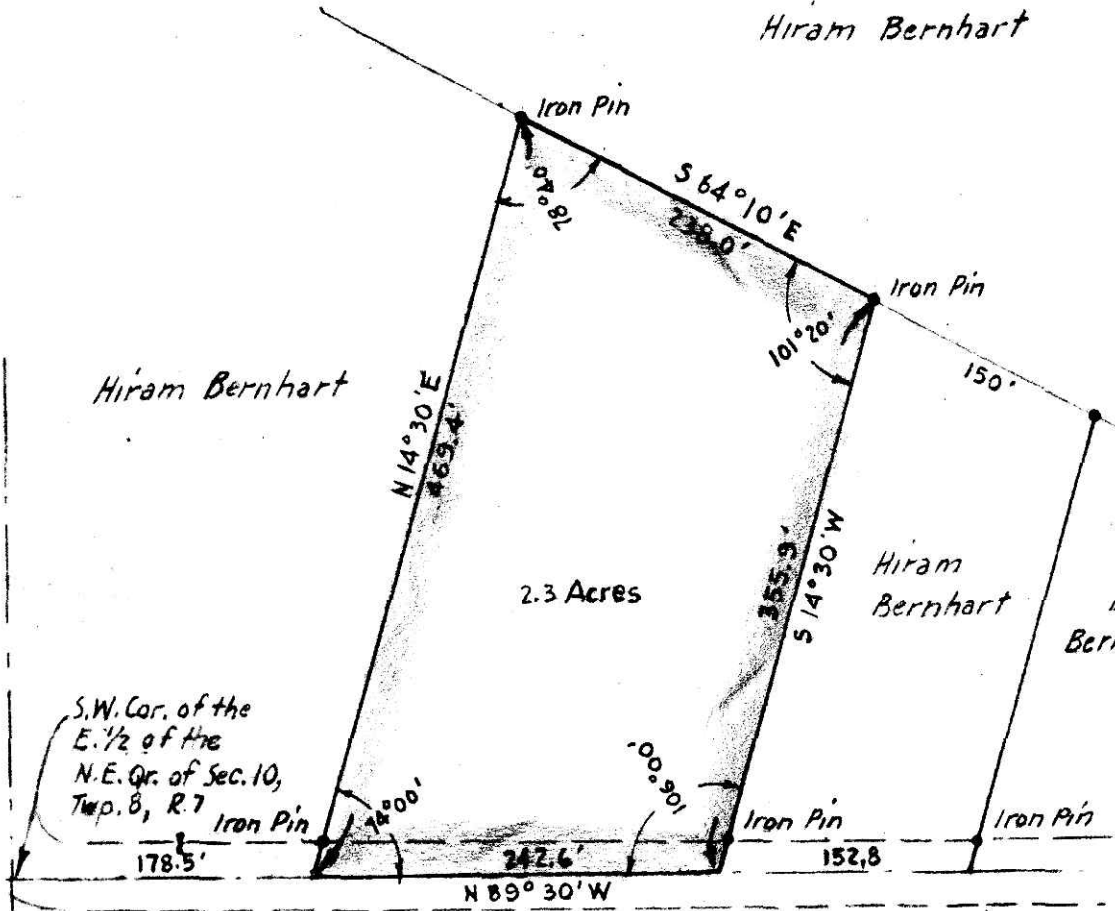 Hiram Bernhart
Iron Pin
78°40'
S 64°10'E
238.0'
Iron Pin
101°20'
150'
Hiram Bernhart
N 14°30'E
469.4'
2.3 Acres
355.9'
S 14°30'W
Hiram
Bernhart
S.W. Cor. of the
E. 1/2 of the
N.E. Qr. of Sec. 10,
Twp. 8, R. 7
Iron Pin
74°00'
106°00'
Iron Pin
Iron Pin
178.5'
242.6'
152.8
N 89°30'W